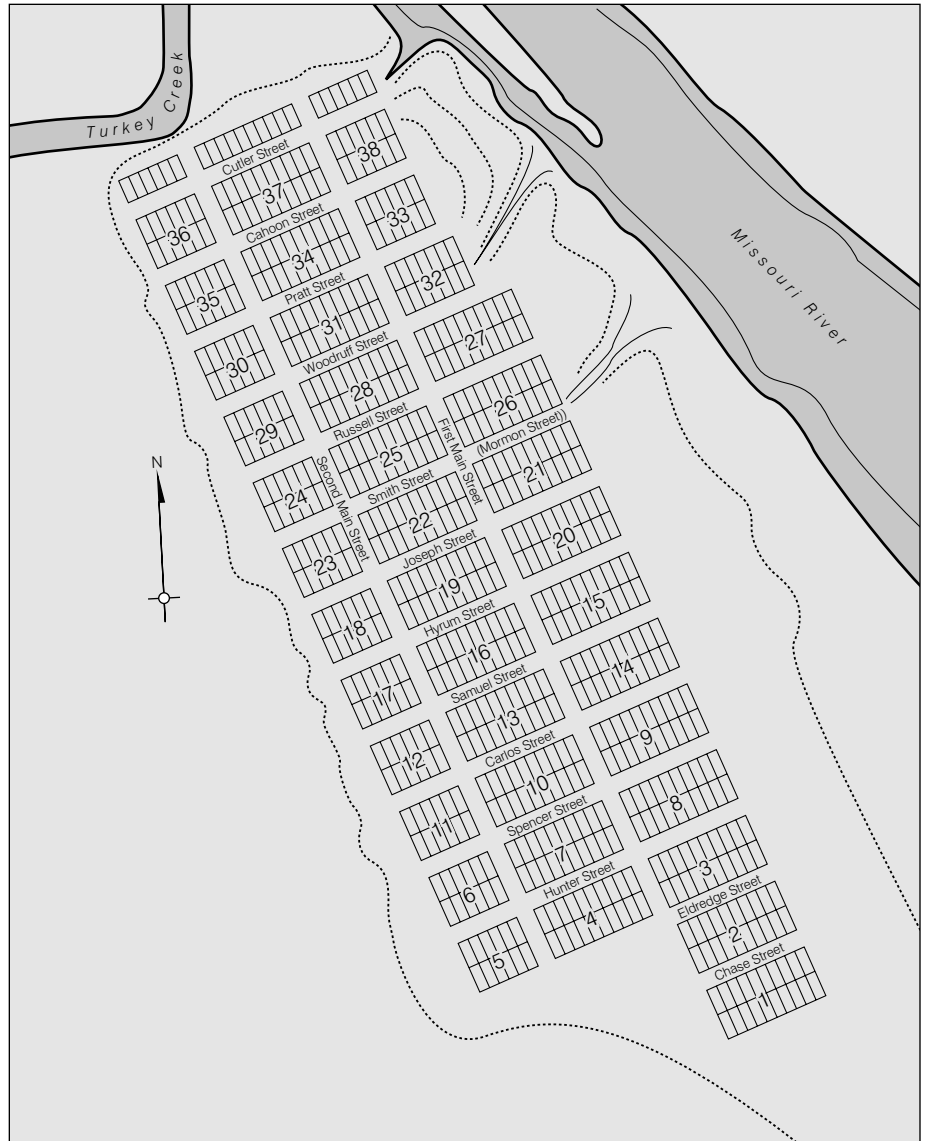 Turkey Creek
Missouri River
Cutler Street
38
37
36
Cahoon Street
33
34
35
Pratt Street
32
31
30
Woodruff Street
27
28
29
Russell Street
First Main Street
26
(Mormon Street))
25
24
Second Main Street
Smith Street
21
22
23
N
Joseph Street
20
19
18
Hyrum Street
15
16
17
Samuel Street
14
13
12
Carlos Street
9
10
11
Spencer Street
8
7
6
Hunter Street
3
4
5
Eldredge Street
2
Chase Street
1